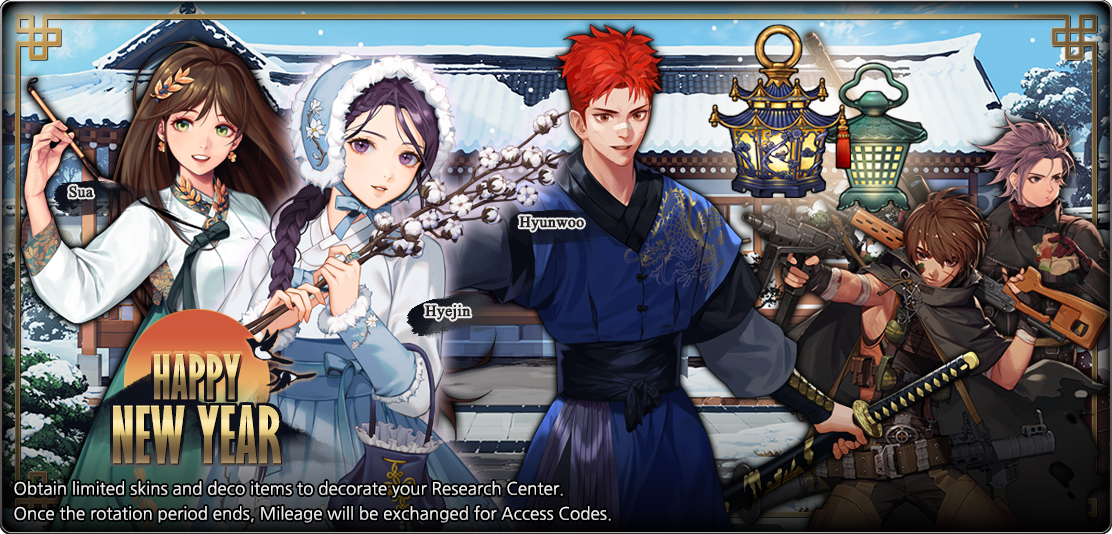 Sua
Hyunwoo
Hyejin
HAPPY
NEW YEAR
Obtain limited skins and deco items to decorate your Research Center.
Once the rotation period ends, Mileage will be exchanged for Access Codes.